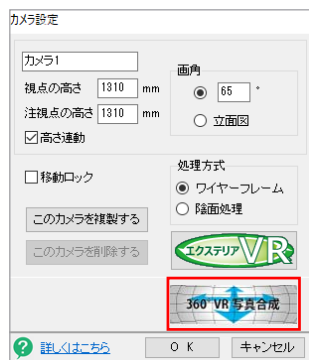 カメラ設定
カメラ1
視点の高さ 1310 mm
注視点の高さ 1310 mm
高さ連動
画角
65 °
立面図
移動ロック
処理方式
ワイヤーフレーム
陰面処理
このカメラを複製する
このカメラを削除する
エクステリア VR
360°VR 写真合成
? 詳しくはこちら
O K
キャンセル